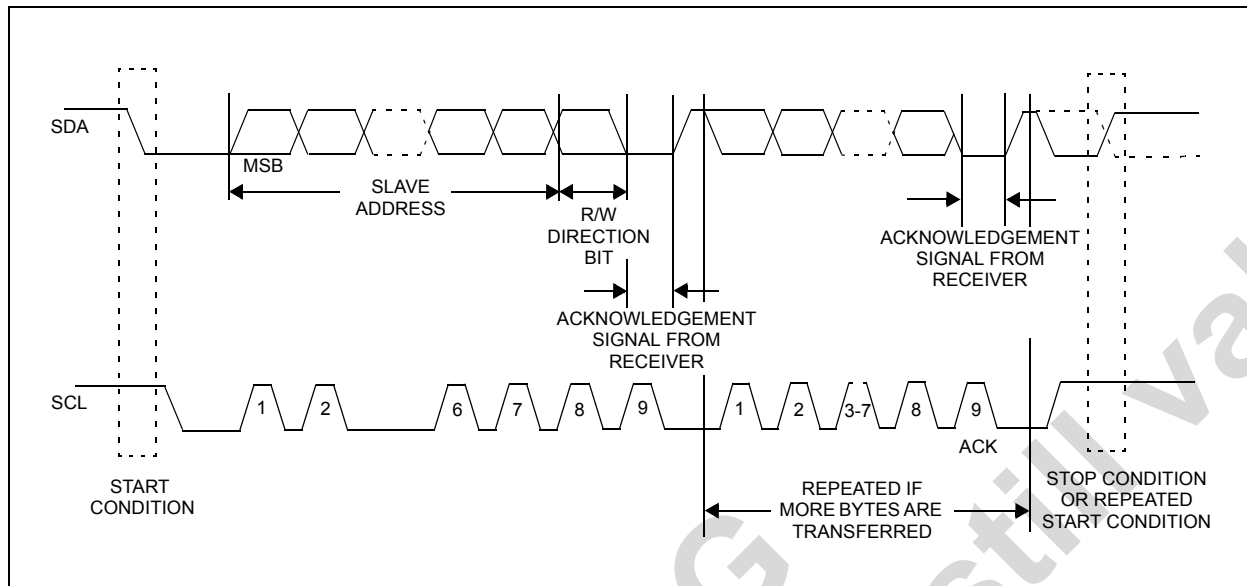 SDA
MSB
SLAVE
ADDRESS
R/W
DIRECTION
BIT
ACKNOWLEDGEMENT
SIGNAL FROM
RECEIVER
ACKNOWLEDGEMENT
SIGNAL FROM
RECEIVER
SCL
1 2 6 7 8 9 1 2 3-7 8 9
ACK
START
CONDITION
REPEATED IF
MORE BYTES ARE
TRANSFERRED
STOP CONDITION
OR REPEATED
START CONDITION
G
still va